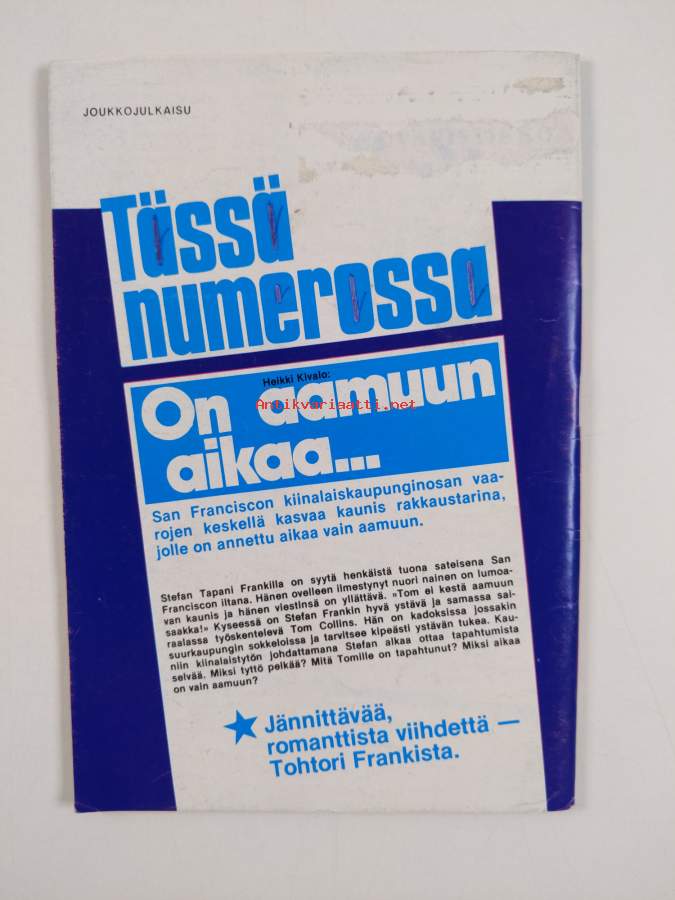 JOUKKOJULKAISU
Tässä
numerossa
Heikki Kivalo:
On aamuun
Antikvariaatti.net
aikaa...
San Franciscon kiinalaiskaupunginosan vaa-
rojen keskellä kasvaa kaunis rakkaustarina,
jolle on annettu aikaa vain aamuun.
Stefan Tapani Frankilla on syytä henkäistä tuona sateisena San
Franciscon iltana. Hänen ovelleen ilmestynyt nuori nainen on lumoa-
van kaunis ja hänen viestinsä on yllättävä. »Tom ei kestä aamuun
saakka!» Kyseessä on Stefan Frankin hyvä ystävä ja samassa sai-
raalassa työskentelevä Tom Collins. Hän on kadoksissa jossakin
suurkaupungin sokkeloissa ja tarvitsee kipeästi ystävän tukea. Kau-
niin kiinalaistytön johdattamana Stefan alkaa ottaa tapahtumista
selvää. Miksi tyttö pelkää? Mitä Tomille on tapahtunut? Miksi aikaa
on vain aamuun?
Jännittävää,
romanttista viihdettä —
Tohtori Frankista.